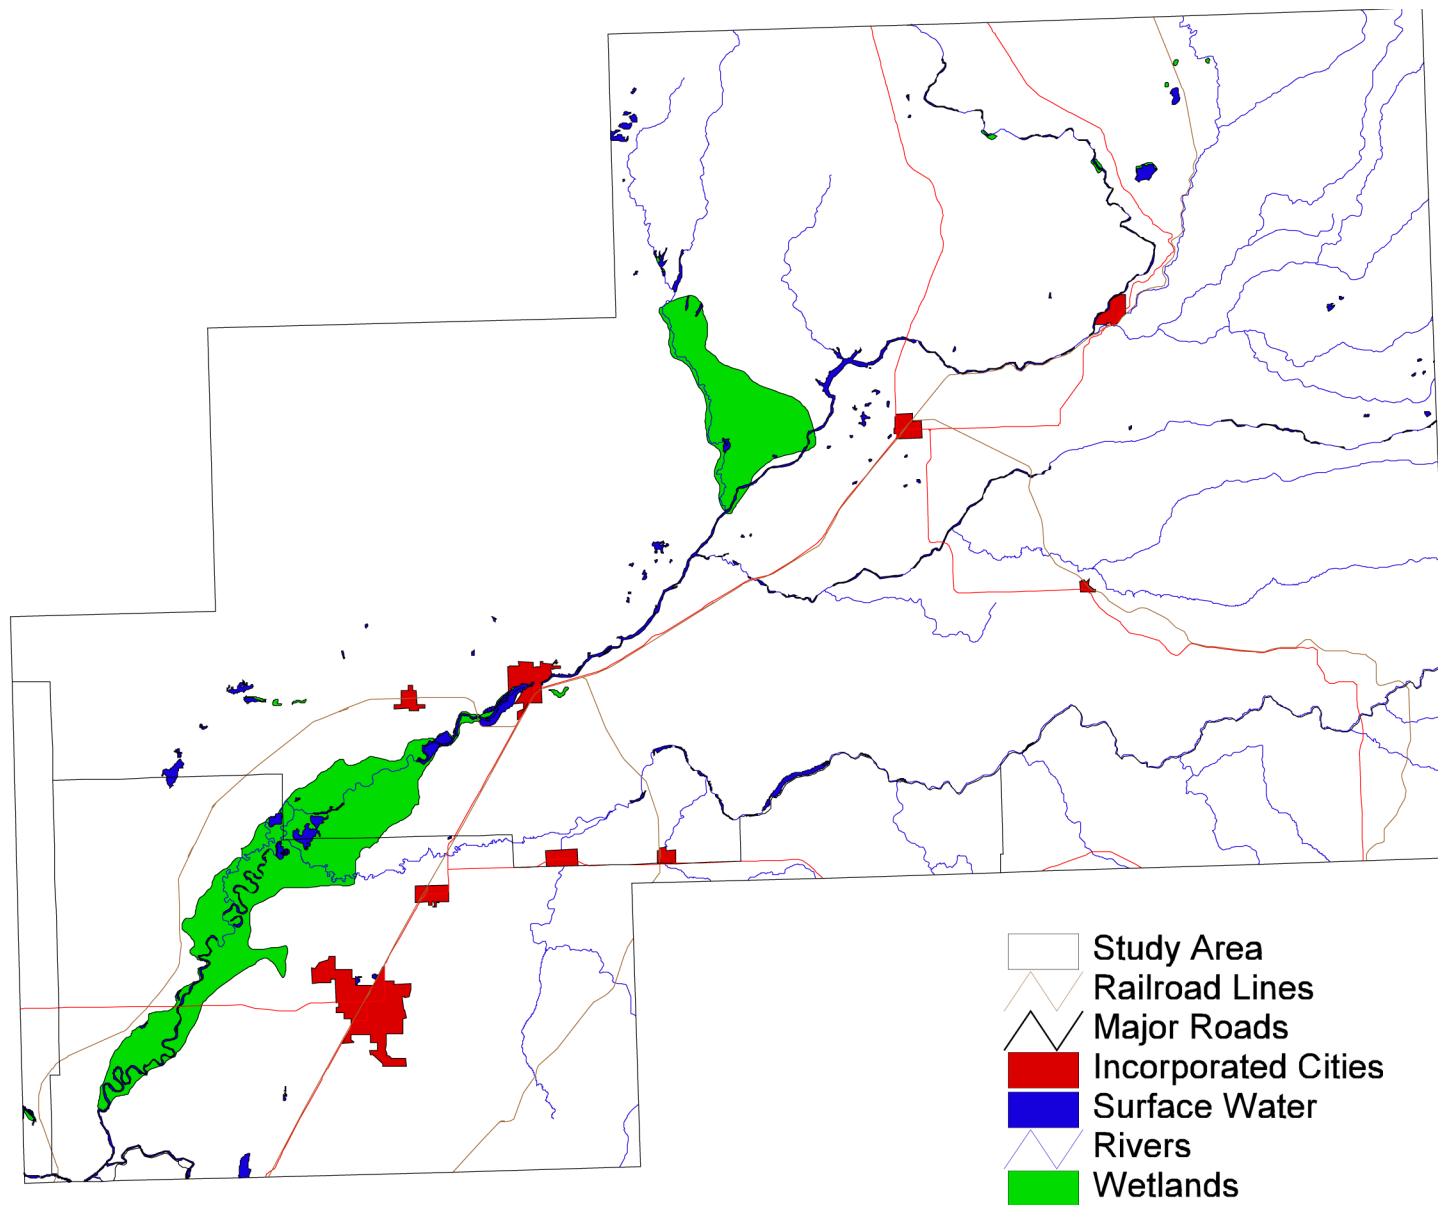 Study Area
Railroad Lines
Major Roads
Incorporated Cities
Surface Water
Rivers
Wetlands